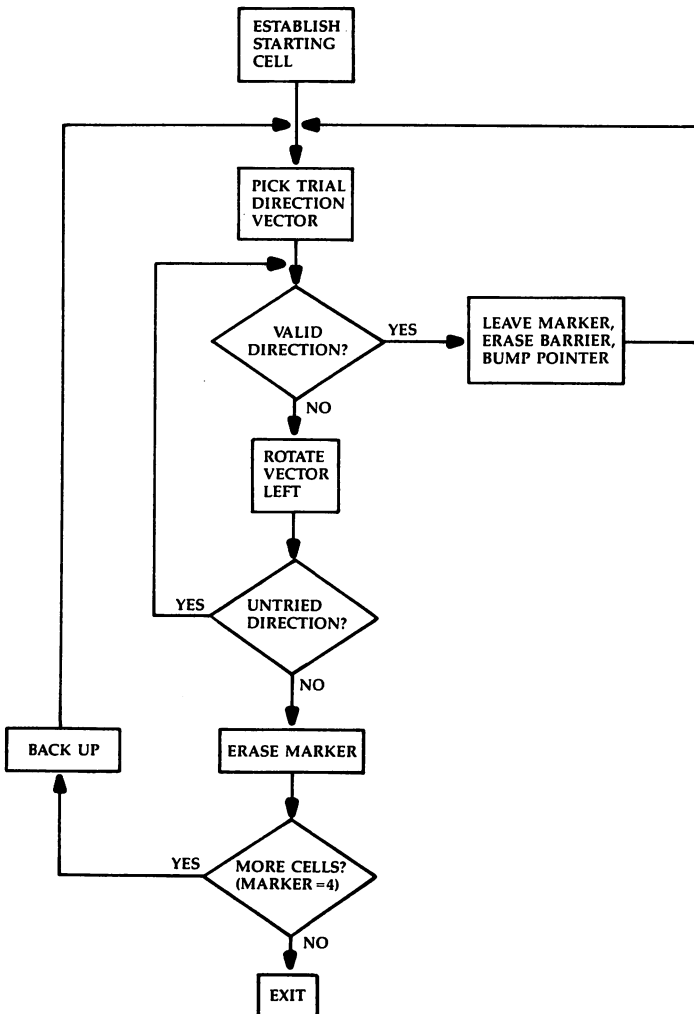 ESTABLISH
STARTING
CELL
PICK TRIAL
DIRECTION
VECTOR
VALID
DIRECTION?
YES
LEAVE MARKER,
ERASE BARRIER,
BUMP POINTER
NO
ROTATE
VECTOR
LEFT
YES
UNTRIED
DIRECTION?
NO
BACK UP
ERASE MARKER
YES
MORE CELLS?
(MARKER=4)
NO
EXIT